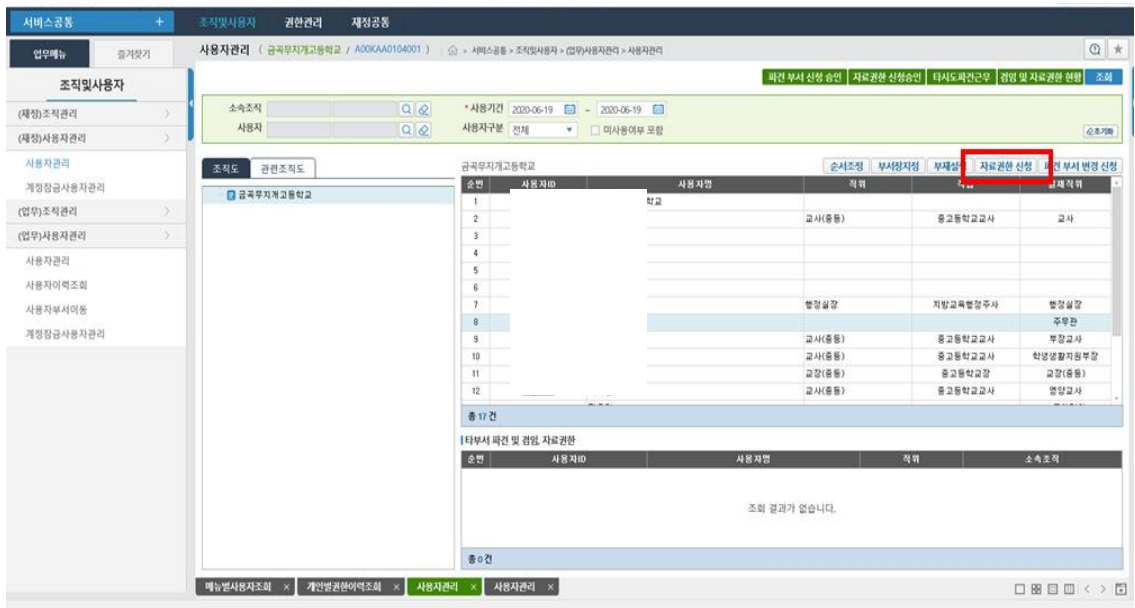 서비스공통 +
조직및사용자 권한관리 재정공통
업무메뉴 즐겨찾기
사용자관리 ( 금곡무지개고등학교 / A00KAA0104001 ) > 서비스공통 > 조직및사용자 > (업무)사용자관리 > 사용자관리
조직및사용자
파견 부서 신청 승인 자료권한 신청승인 타시도파견근무 겸임 및 자료권한 현황 조회
(재정)조직관리
(재정)사용자관리
사용자관리
계정잠금사용자관리
(업무)조직관리
(업무)사용자관리
사용자관리
사용자이력조회
사용자부서이동
계정잠금사용자관리
소속조직 * 사용기간 2020-06-19 - 2020-06-19
사용자 사용자구분 전체 미사용여부 포함 초기화
조직도 관련조직도
금곡무지개고등학교
금곡무지개고등학교 순서조정 부서장지정 자료권한 신청 파견 부서 변경 신청
순번 사용자ID 사용자명 직위
1 학교
2 교사(중등) 중고등학교교사 교사
3
4
5
6
7 행정실장 지방교육행정주사 행정실장
8 주무관
9 교사(중등) 중고등학교교사 부장교사
10 교사(중등) 중고등학교교사 학생생활지원부장
11 교장(중등) 중고등학교장 교장(중등)
12 교사(중등) 중고등학교교사 영양교사
총 17 건
타부서 파견 및 겸임, 자료권한
순번 사용자ID 사용자명 직위 소속조직
조회 결과가 없습니다.
총 0 건
메뉴별사용자조회 × 개인별권한이력조회 × 사용자관리 × 사용자관리 ×